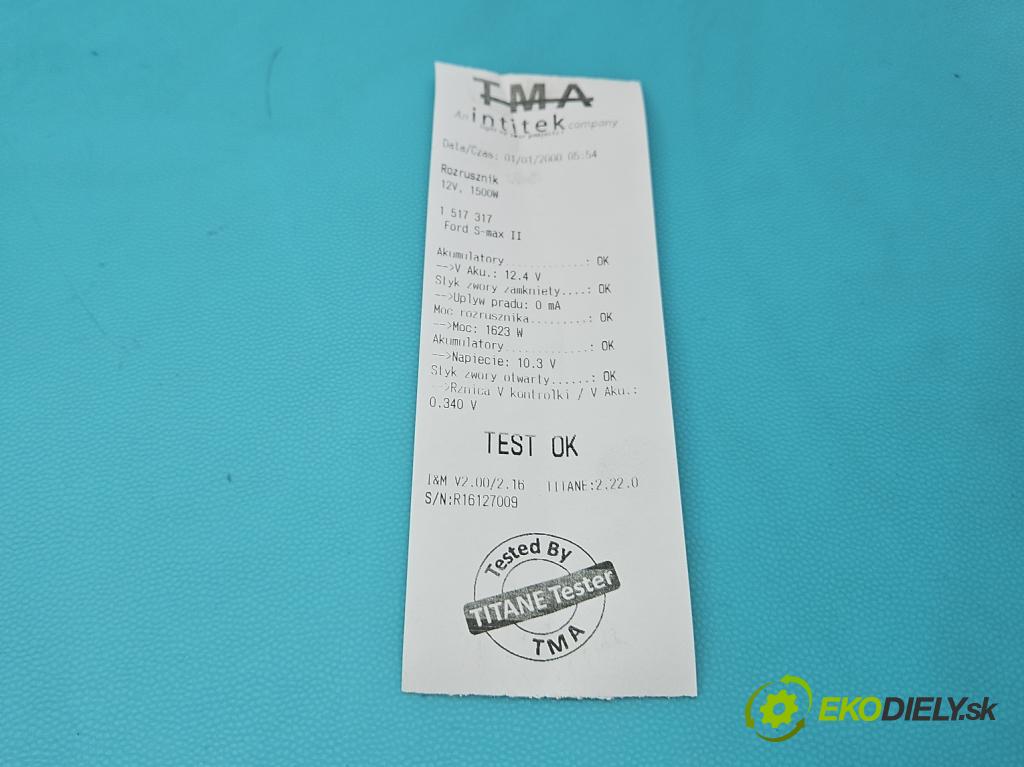 TMA
An intitek company
Data/Czas: 01/01/2000 05:54
Rozrusznik
12V, 1500W
1 517 317
Ford S-max II
Akumulatory............: OK
-->V Aku.: 12.4 V
Styk zwory zamkniety....: OK
-->Uplyw pradu: 0 mA
Moc rozrusznika.........: OK
-->Moc: 1623 W
Akumulatory............: OK
-->Napiecie: 10.3 V
Styk zwory otwarty......: OK
-->Rznica V kontrolki / V Aku.:
0.340 V
TEST OK
I&M V2.00/2.16 TITANE:2.22.0
S/N:R16127009
Tested By
TITANE Tester
TMA
EKODIELY.sk